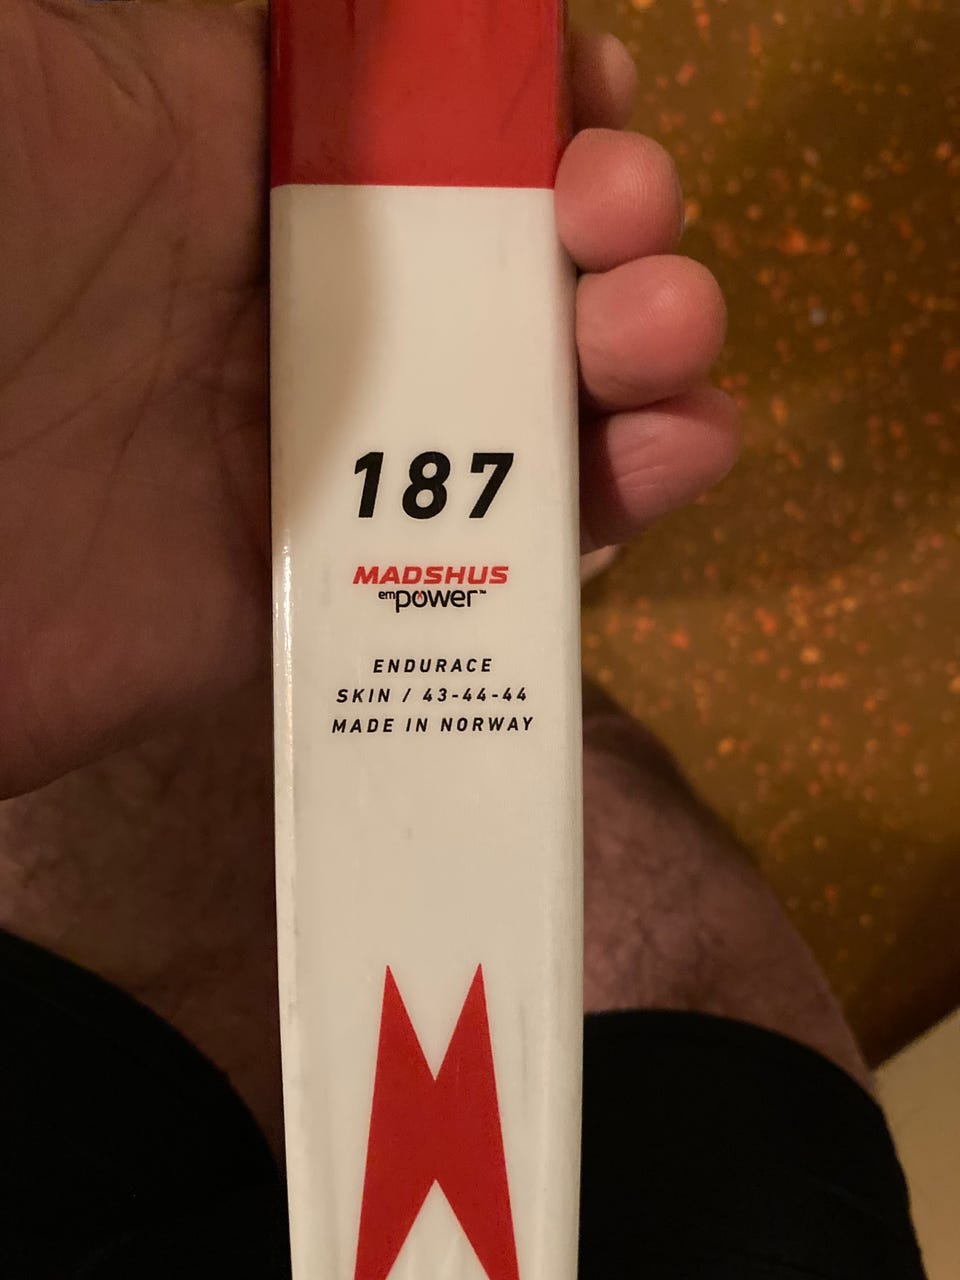 187
MADSHUS
empower™
ENDURACE
SKIN / 43-44-44
MADE IN NORWAY